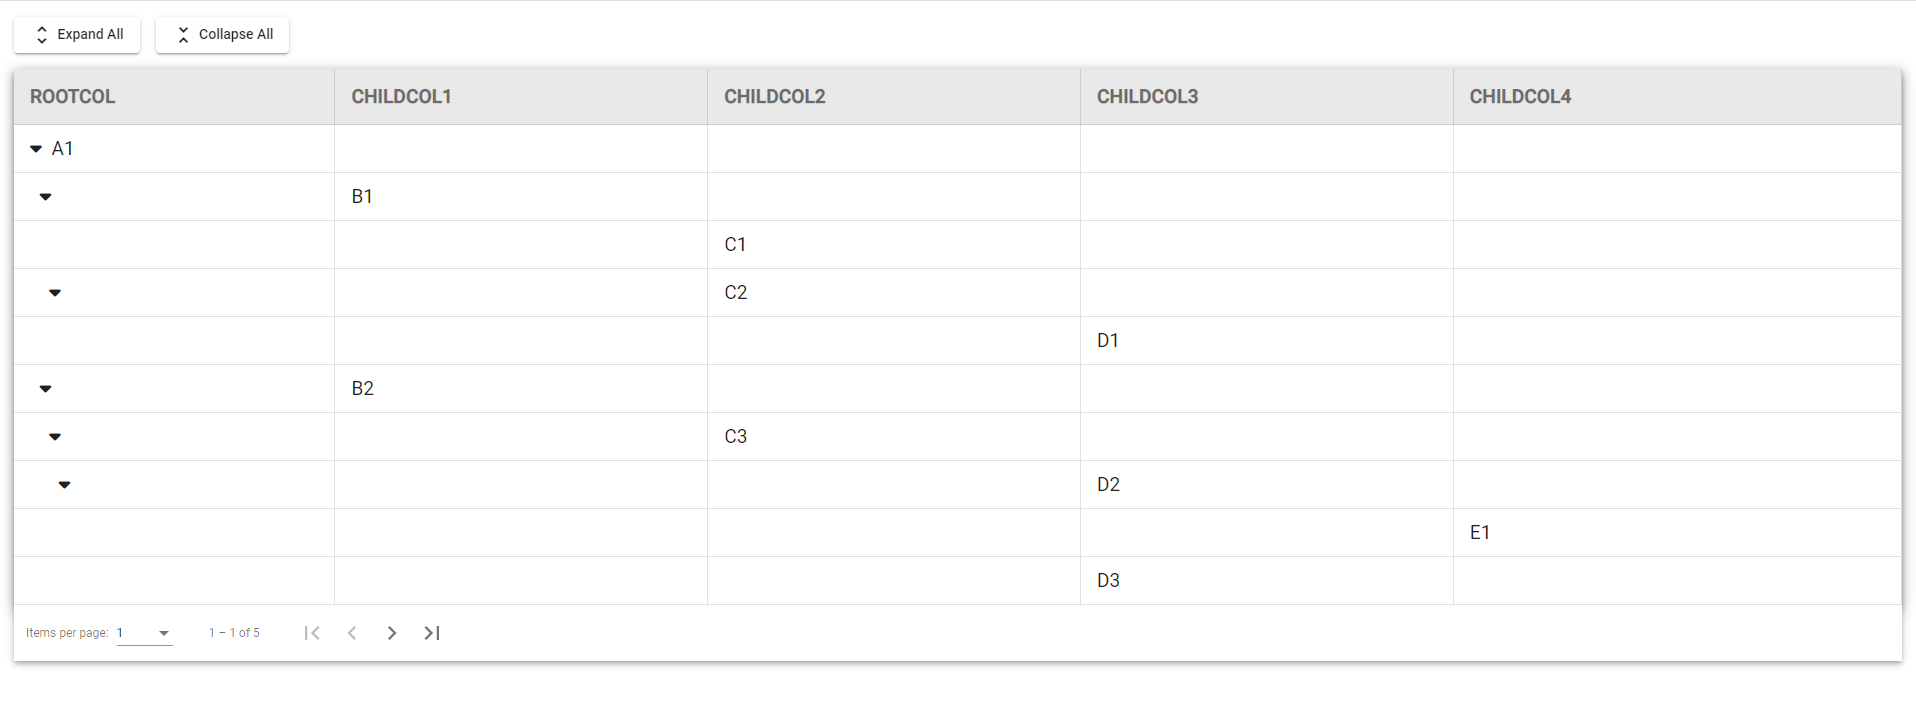 Expand All Collapse All
ROOTCOL CHILDCOL1 CHILDCOL2 CHILDCOL3 CHILDCOL4
A1
B1
C1
C2
D1
B2
C3
D2
E1
D3
Items per page: 1 1 – 1 of 5